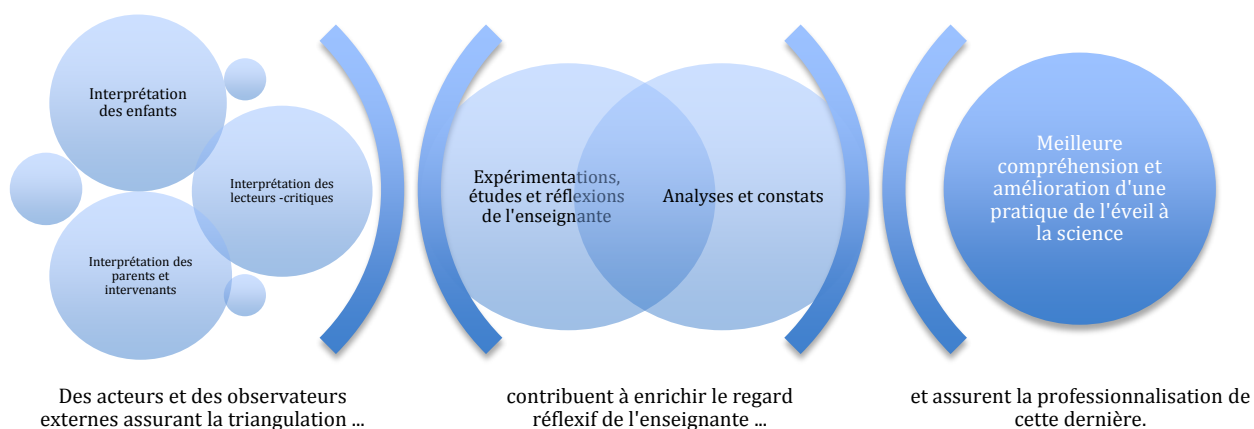 Interprétation
des enfants
Interprétation des
lecteurs -critiques
Interprétation des
parents et
intervenants
Des acteurs et des observateurs
externes assurant la triangulation ...
Expérimentations,
études et réflexions
de l'enseignante
Analyses et constats
contribuent à enrichir le regard
réflexif de l'enseignante ...
Meilleure
compréhension et
amélioration d'une
pratique de l'éveil à
la science
et assurent la professionnalisation de
cette dernière.